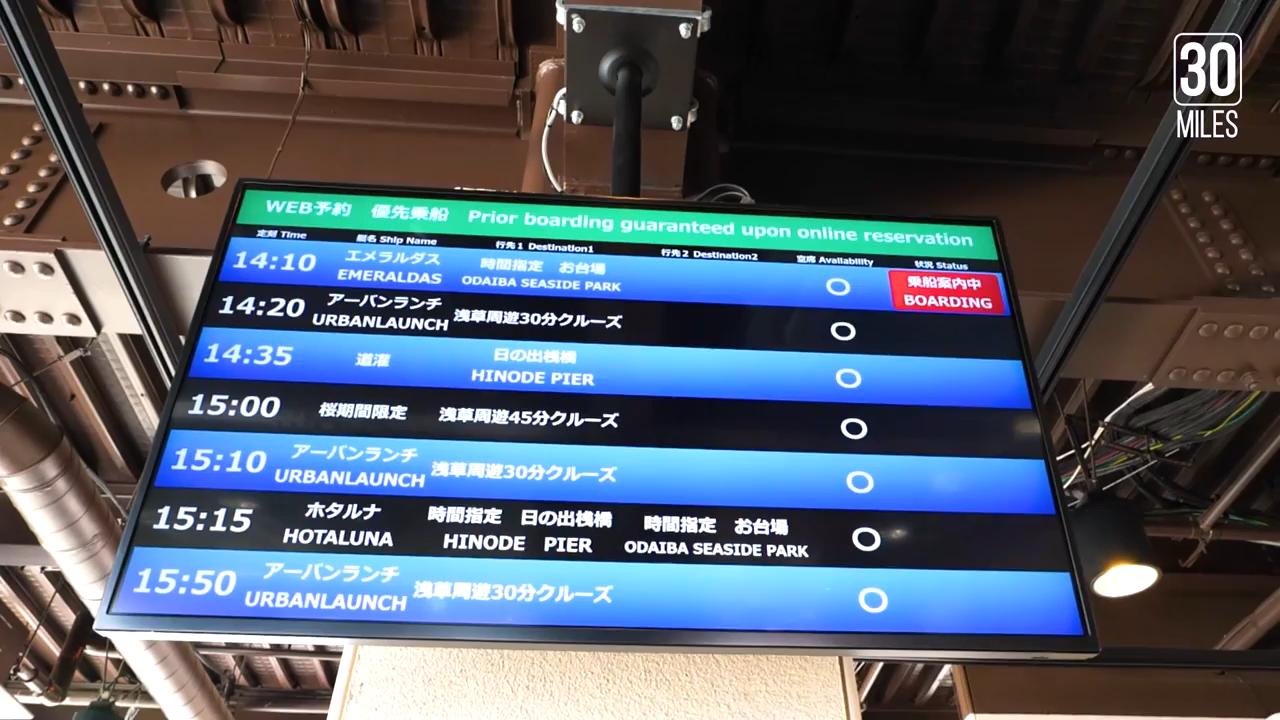 30
MILES
WEB予約 優先乗船 Prior boarding guaranteed upon online reservation
定刻 Time 船名 Ship Name 行先1 Destination1 行先2 Destination2 空席 Availability 状況 Status
14:10 エメラルダス 時間指定 お台場 ○ 乗船案内中
EMERALDAS ODAIBA SEASIDE PARK BOARDING
14:20 アーバンランチ 浅草周遊30分クルーズ ○
URBANLAUNCH
14:35 道灌 日の出桟橋 ○
HINODE PIER
15:00 桜期間限定 浅草周遊45分クルーズ ○
15:10 アーバンランチ 浅草周遊30分クルーズ ○
URBANLAUNCH
15:15 ホタルナ 時間指定 日の出桟橋 時間指定 お台場 ○
HOTALUNA HINODE PIER ODAIBA SEASIDE PARK
15:50 アーバンランチ 浅草周遊30分クルーズ ○
URBANLAUNCH